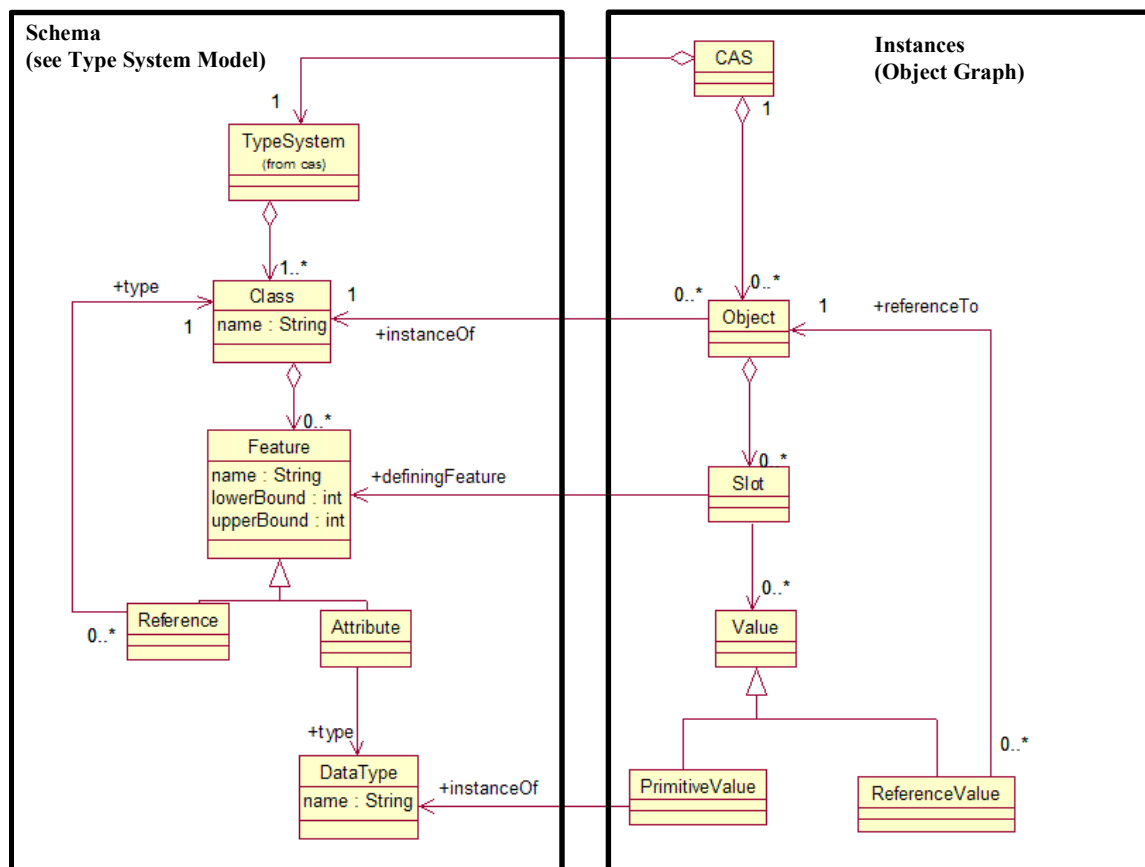 Schema
(see Type System Model)
Instances
(Object Graph)
CAS
1
1
TypeSystem
(from cas)
1..*
+type
1
Class
name : String
1
+instanceOf
0..*
0..*
Object
1
+referenceTo
0..*
Feature
name : String
lowerBound : int
upperBound : int
+definingFeature
0..*
Slot
0..*
Reference
0..*
Attribute
Value
+type
DataType
name : String
+instanceOf
PrimitiveValue
0..*
ReferenceValue